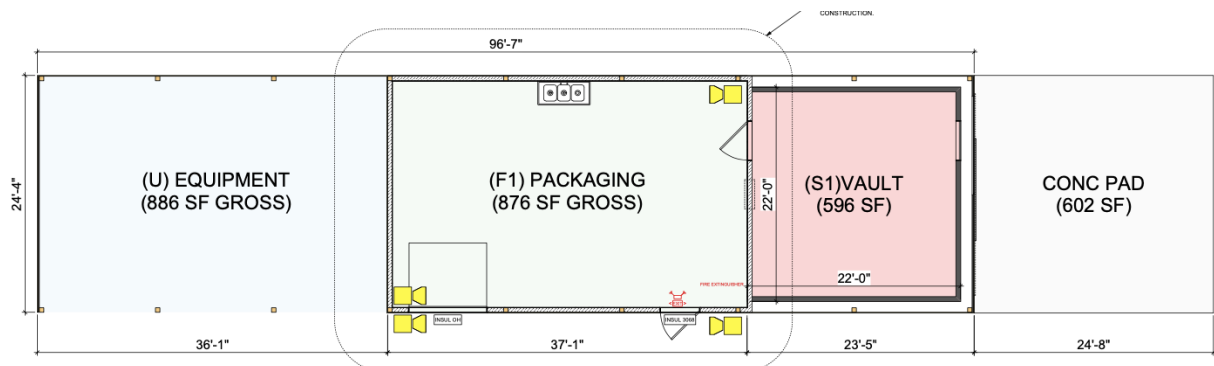 CONSTRUCTION.
96'-7"
24'-4"
(U) EQUIPMENT
(886 SF GROSS)
(F1) PACKAGING
(876 SF GROSS)
22'-0"
(S1)VAULT
(596 SF)
CONC PAD
(602 SF)
22'-0"
FIRE EXTINGUISHER
EXIT
INSUL OH
INSUL 3068
36'-1"
37'-1"
23'-5"
24'-8"